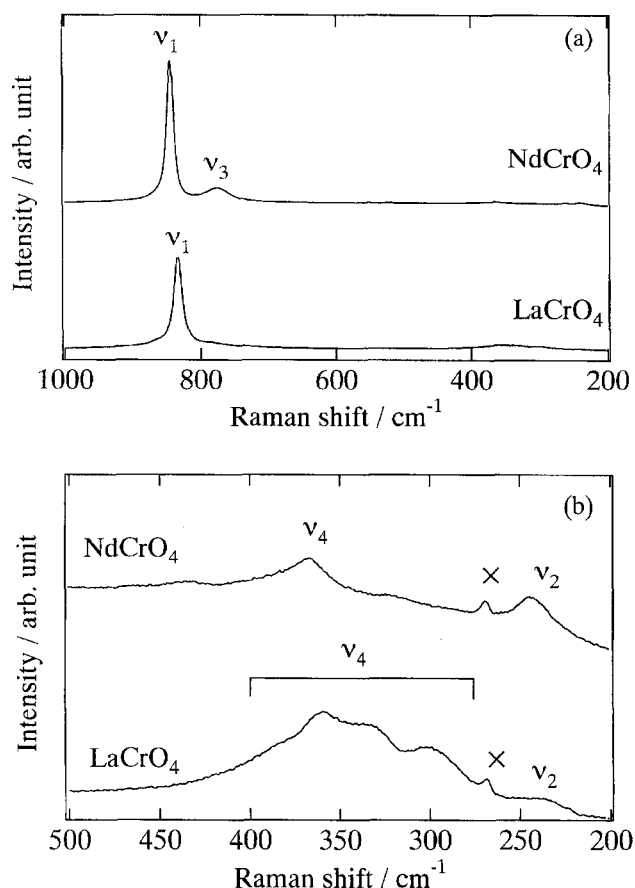 (a)
ν1
ν3
NdCrO4
ν1
LaCrO4
Intensity / arb. unit
1000 800 600 400 200
Raman shift / cm-1
(b)
ν4
NdCrO4
× ν2
ν4
LaCrO4
× ν2
Intensity / arb. unit
500 450 400 350 300 250 200
Raman shift / cm-1